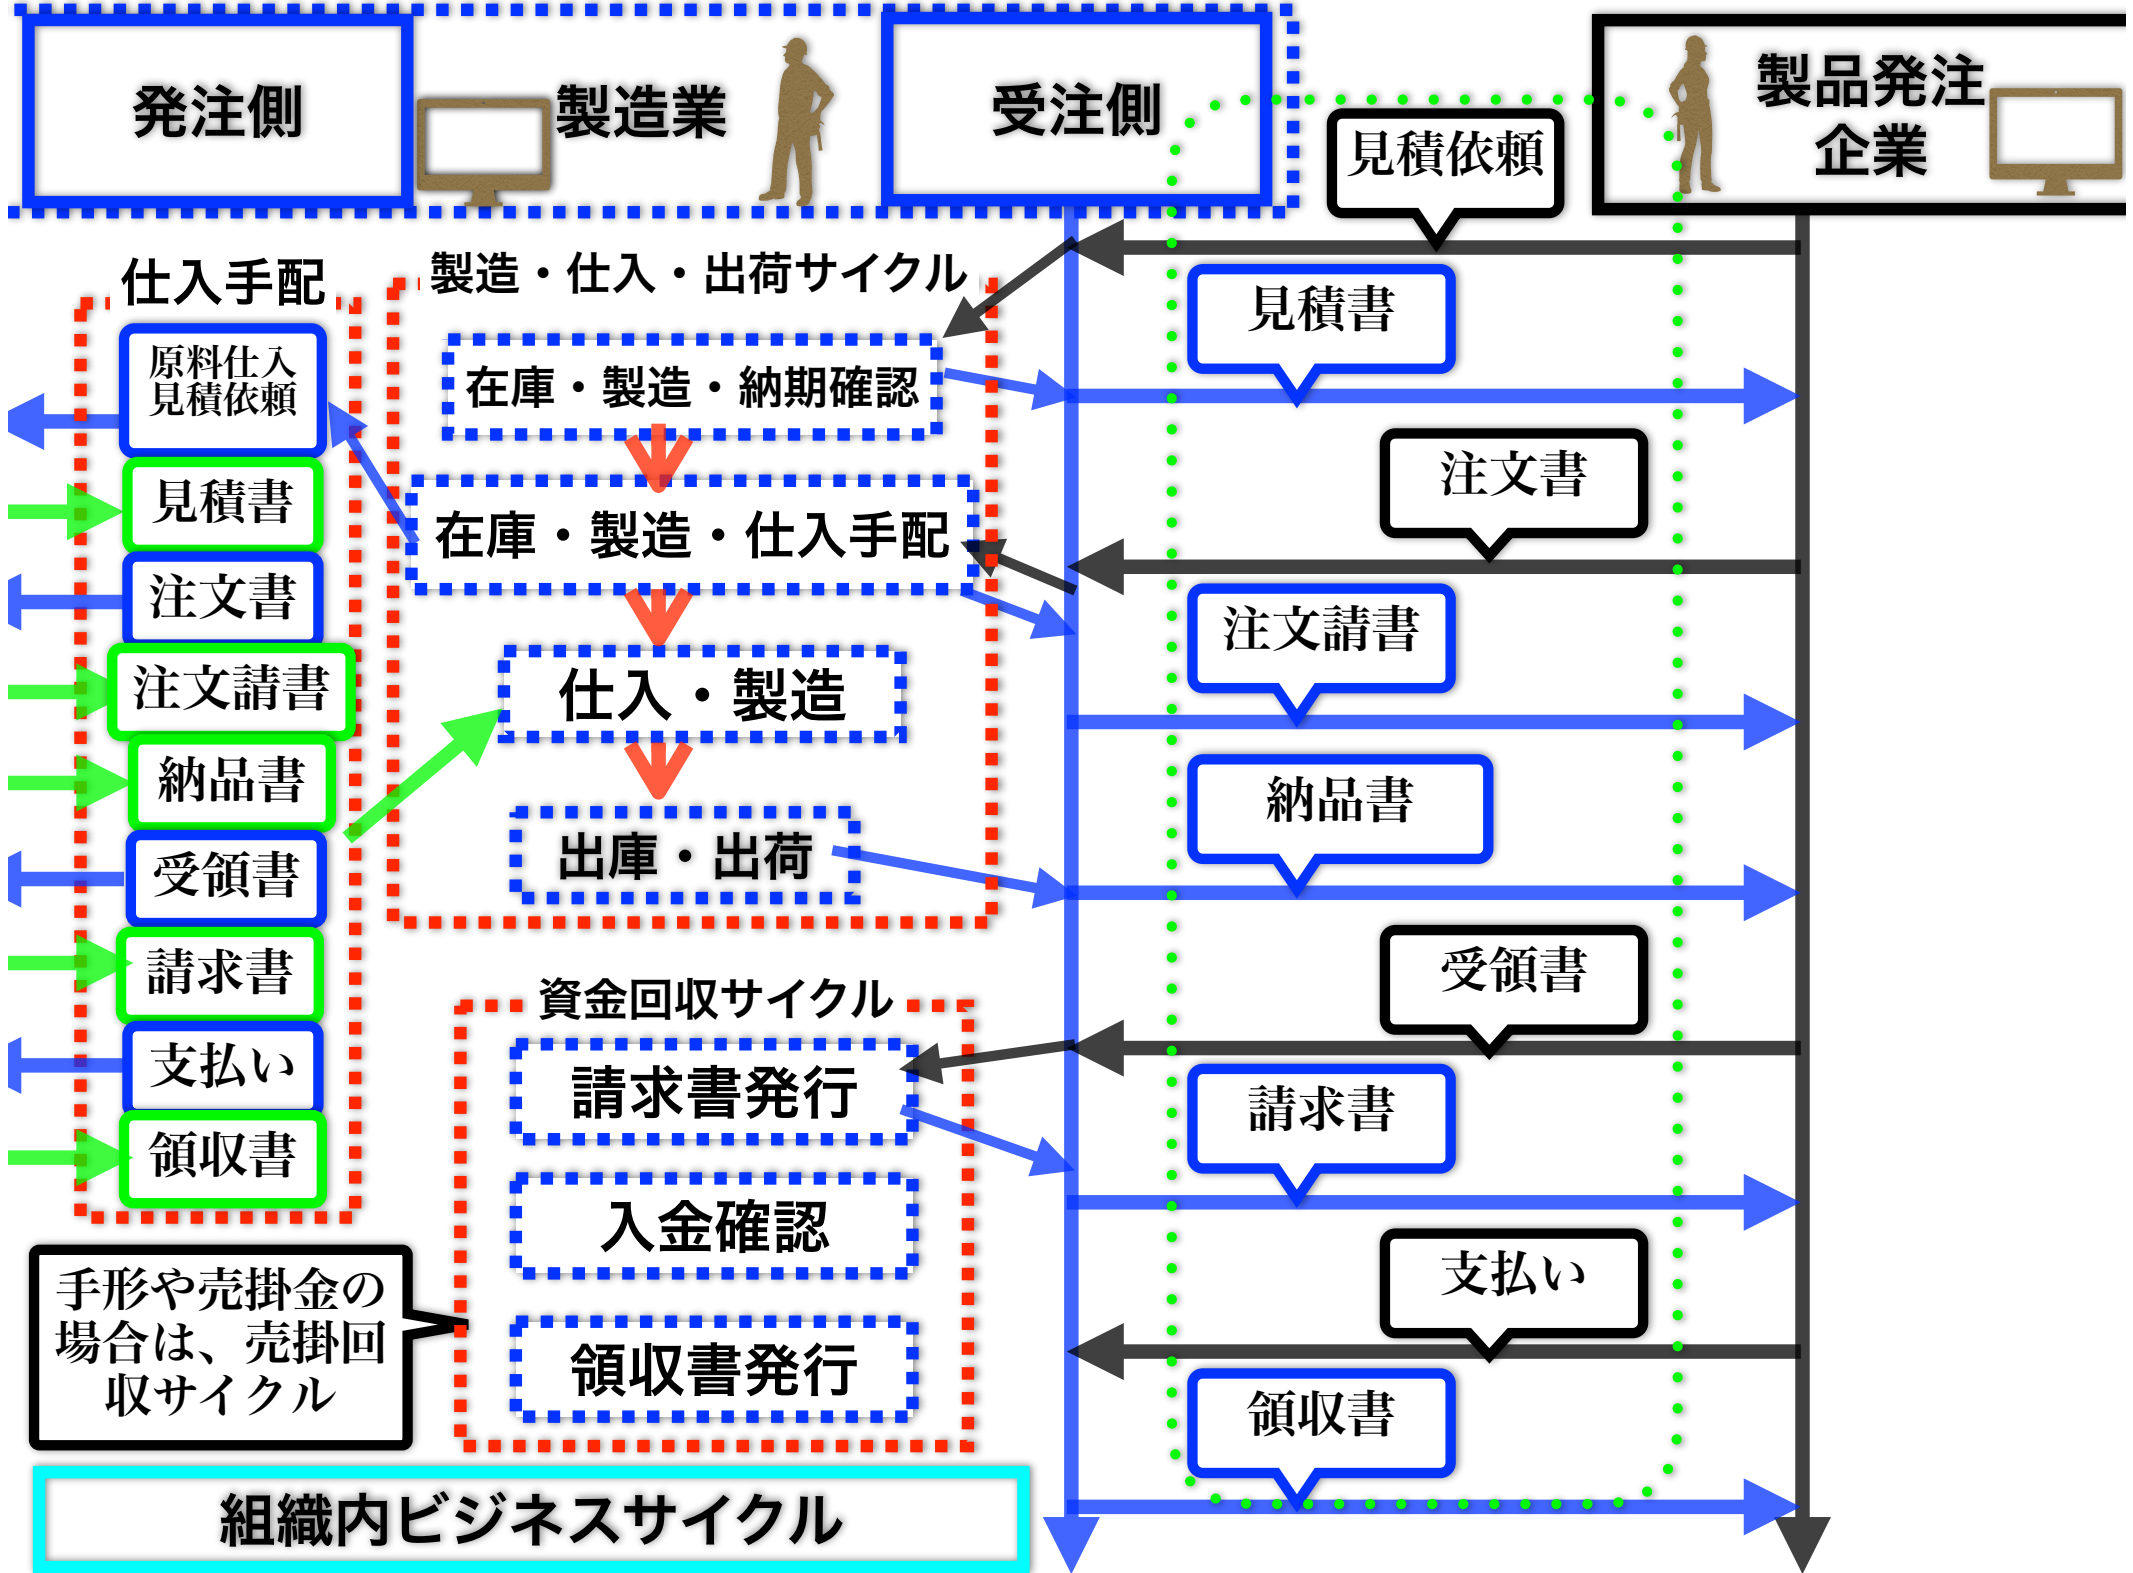 発注側
製造業
受注側
製品発注
企業
見積依頼
見積書
注文書
注文請書
納品書
受領書
請求書
支払い
領収書
仕入手配
原料仕入
見積依頼
見積書
注文書
注文請書
納品書
受領書
請求書
支払い
領収書
製造・仕入・出荷サイクル
在庫・製造・納期確認
在庫・製造・仕入手配
仕入・製造
出庫・出荷
資金回収サイクル
請求書発行
入金確認
領収書発行
手形や売掛金の
場合は、売掛回
収サイクル
組織内ビジネスサイクル